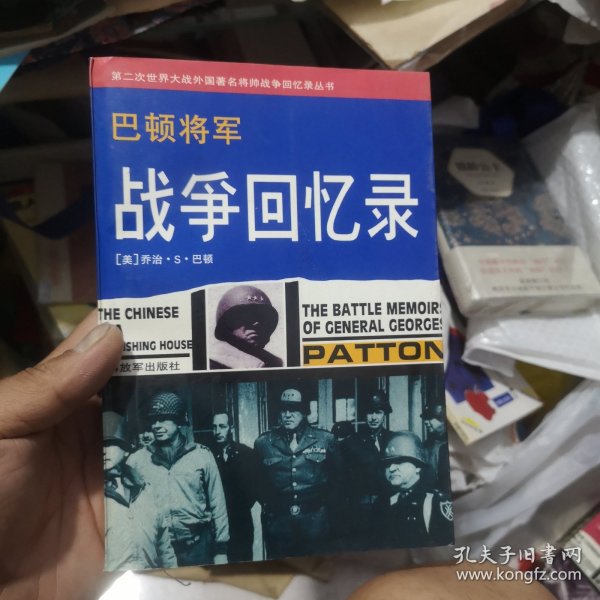 第二次世界大战外国著名将帅战争回忆录丛书
巴顿将军
战争回忆录
[美]乔治·S·巴顿
THE CHINESE
LA
SHING HOUSE
放军出版社
THE BATTLE MEMOIRS
OF GENERAL GEORGES
PATTON
孔夫子旧书网
www.kongfz.com